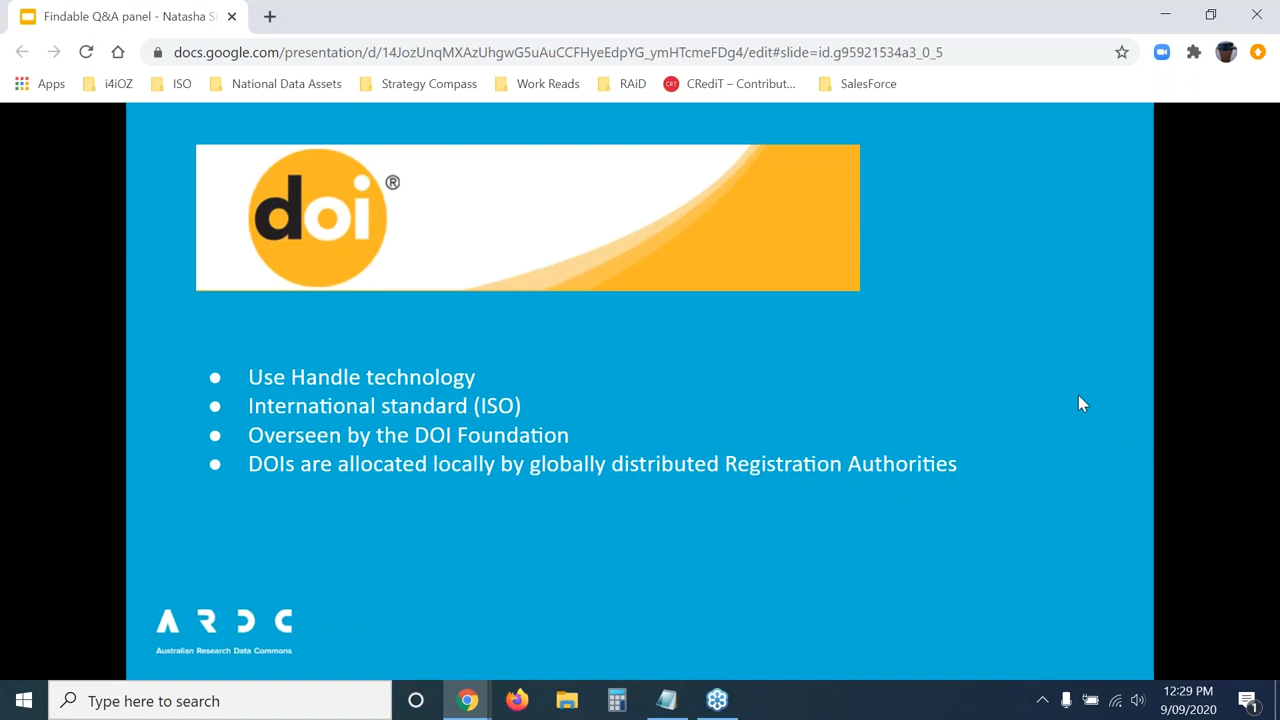 Findable Q&A panel - Natasha Si
docs.google.com/presentation/d/14JozUnqMXAzUhgwG5uAuCCFHyeEdpYG_ymHTcmeFDg4/edit#slide=id.g95921534a3_0_5
Apps i4iOZ ISO National Data Assets Strategy Compass Work Reads RAiD CRT CRediT – Contribut... SalesForce
doi®
● Use Handle technology
● International standard (ISO)
● Overseen by the DOI Foundation
● DOIs are allocated locally by globally distributed Registration Authorities
ARDC
Australian Research Data Commons
Type here to search
12:29 PM
9/09/2020
1